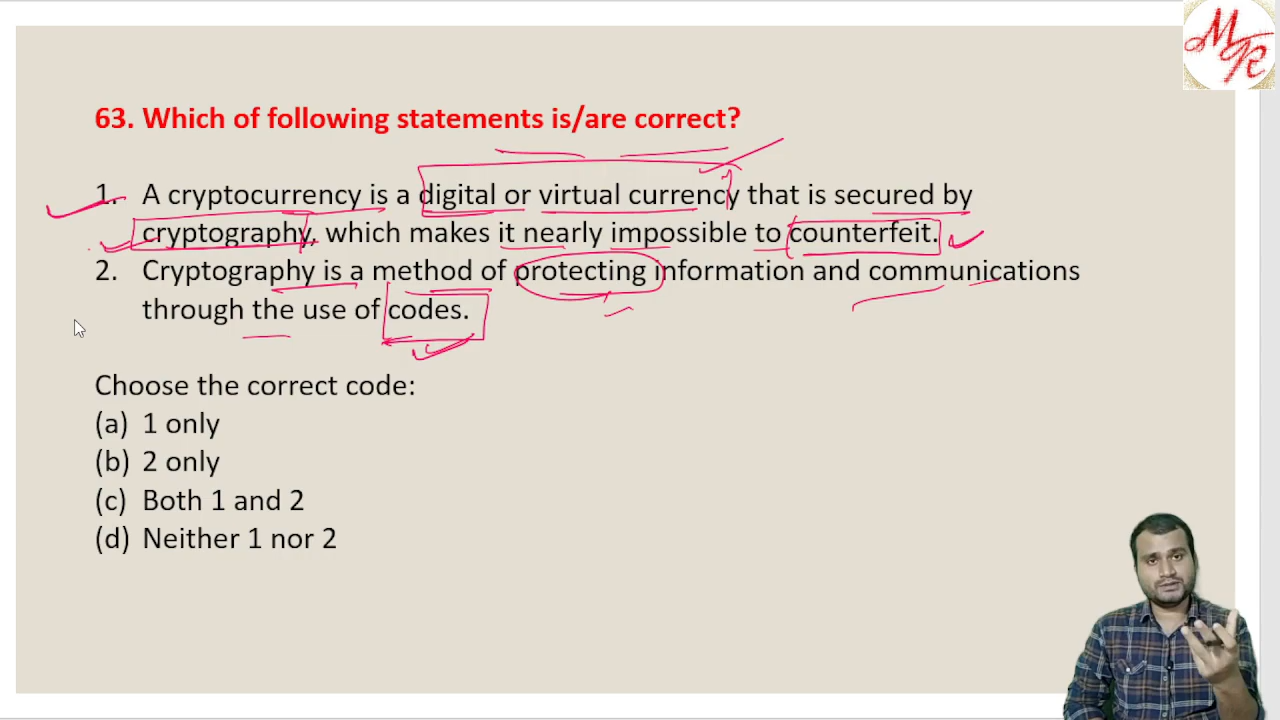 MR
63. Which of following statements is/are correct?
1. A cryptocurrency is a digital or virtual currency that is secured by
cryptography, which makes it nearly impossible to counterfeit.
2. Cryptography is a method of protecting information and communications
through the use of codes.
Choose the correct code:
(a) 1 only
(b) 2 only
(c) Both 1 and 2
(d) Neither 1 nor 2